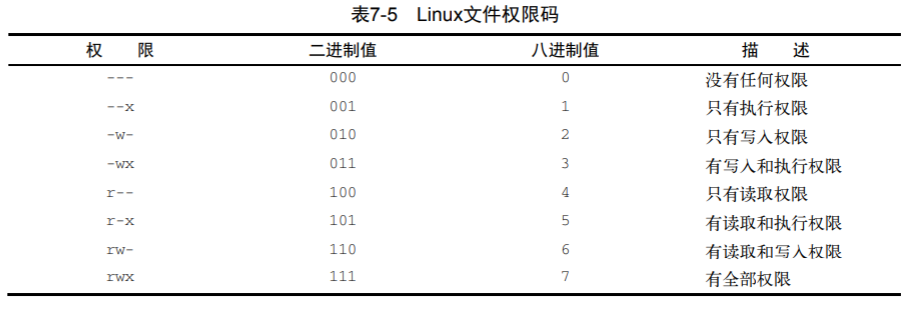 表7-5 Linux文件权限码
权 限 二进制值 八进制值 描 述
--- 000 0 没有任何权限
--x 001 1 只有执行权限
-w- 010 2 只有写入权限
-wx 011 3 有写入和执行权限
r-- 100 4 只有读取权限
r-x 101 5 有读取和执行权限
rw- 110 6 有读取和写入权限
rwx 111 7 有全部权限